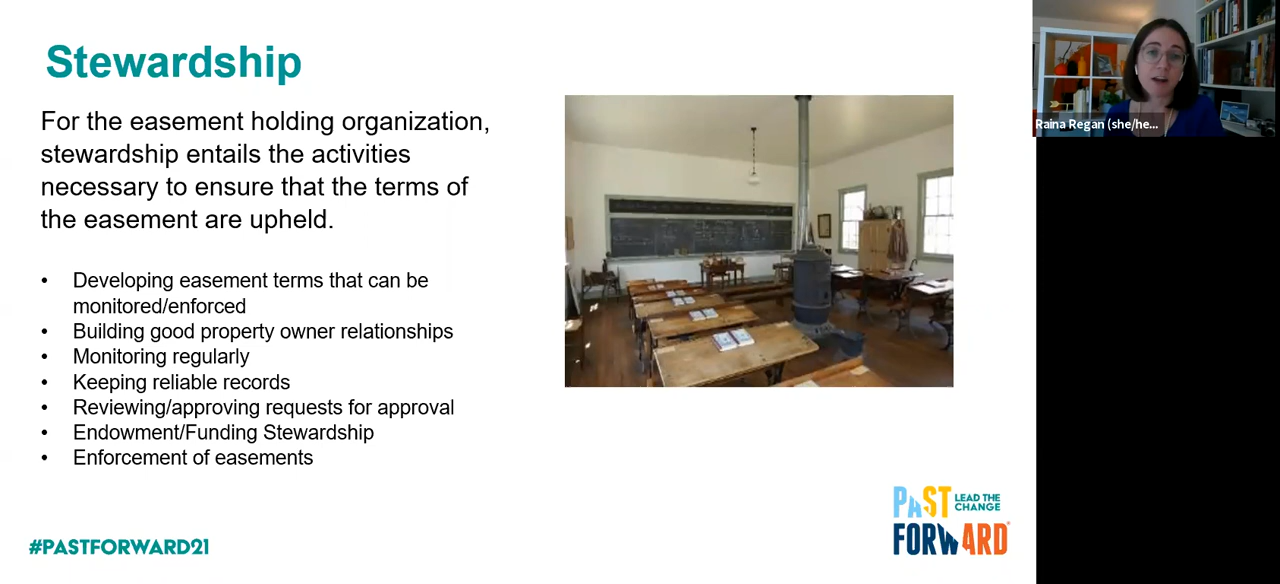 Stewardship
For the easement holding organization,
stewardship entails the activities
necessary to ensure that the terms of
the easement are upheld.
• Developing easement terms that can be
monitored/enforced
• Building good property owner relationships
• Monitoring regularly
• Keeping reliable records
• Reviewing/approving requests for approval
• Endowment/Funding Stewardship
• Enforcement of easements
#PASTFORWARD21
PAST LEAD THE
CHANGE
FORWARD®
Raina Regan (she/he...